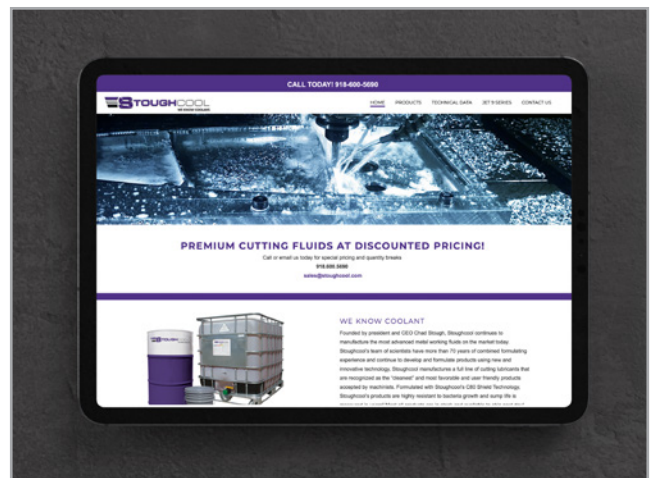 CALL TODAY! 918-600-5690
STOUGHCOOL
WE KNOW COOLANT
HOME PRODUCTS TECHNICAL DATA JET 9 SERIES CONTACT US
PREMIUM CUTTING FLUIDS AT DISCOUNTED PRICING!
Call or email us today for special pricing and quantity breaks
918.600.5690
sales@stoughcool.com
WE KNOW COOLANT
Founded by president and CEO Chad Stough, Stoughcool continues to
manufacture the most advanced metal working fluids on the market today.
Stoughcool's team of scientists have more than 70 years of combined formulating
experience and continue to develop and formulate products using new and
innovative technology. Stoughcool manufactures a full line of cutting lubricants that
are recognized as the "cleanest" and most favorable and user friendly products
accepted by machinists. Formulated with Stoughcool's C80 Shield Technology,
Stoughcool's products are highly resistant to bacteria growth and sump life is